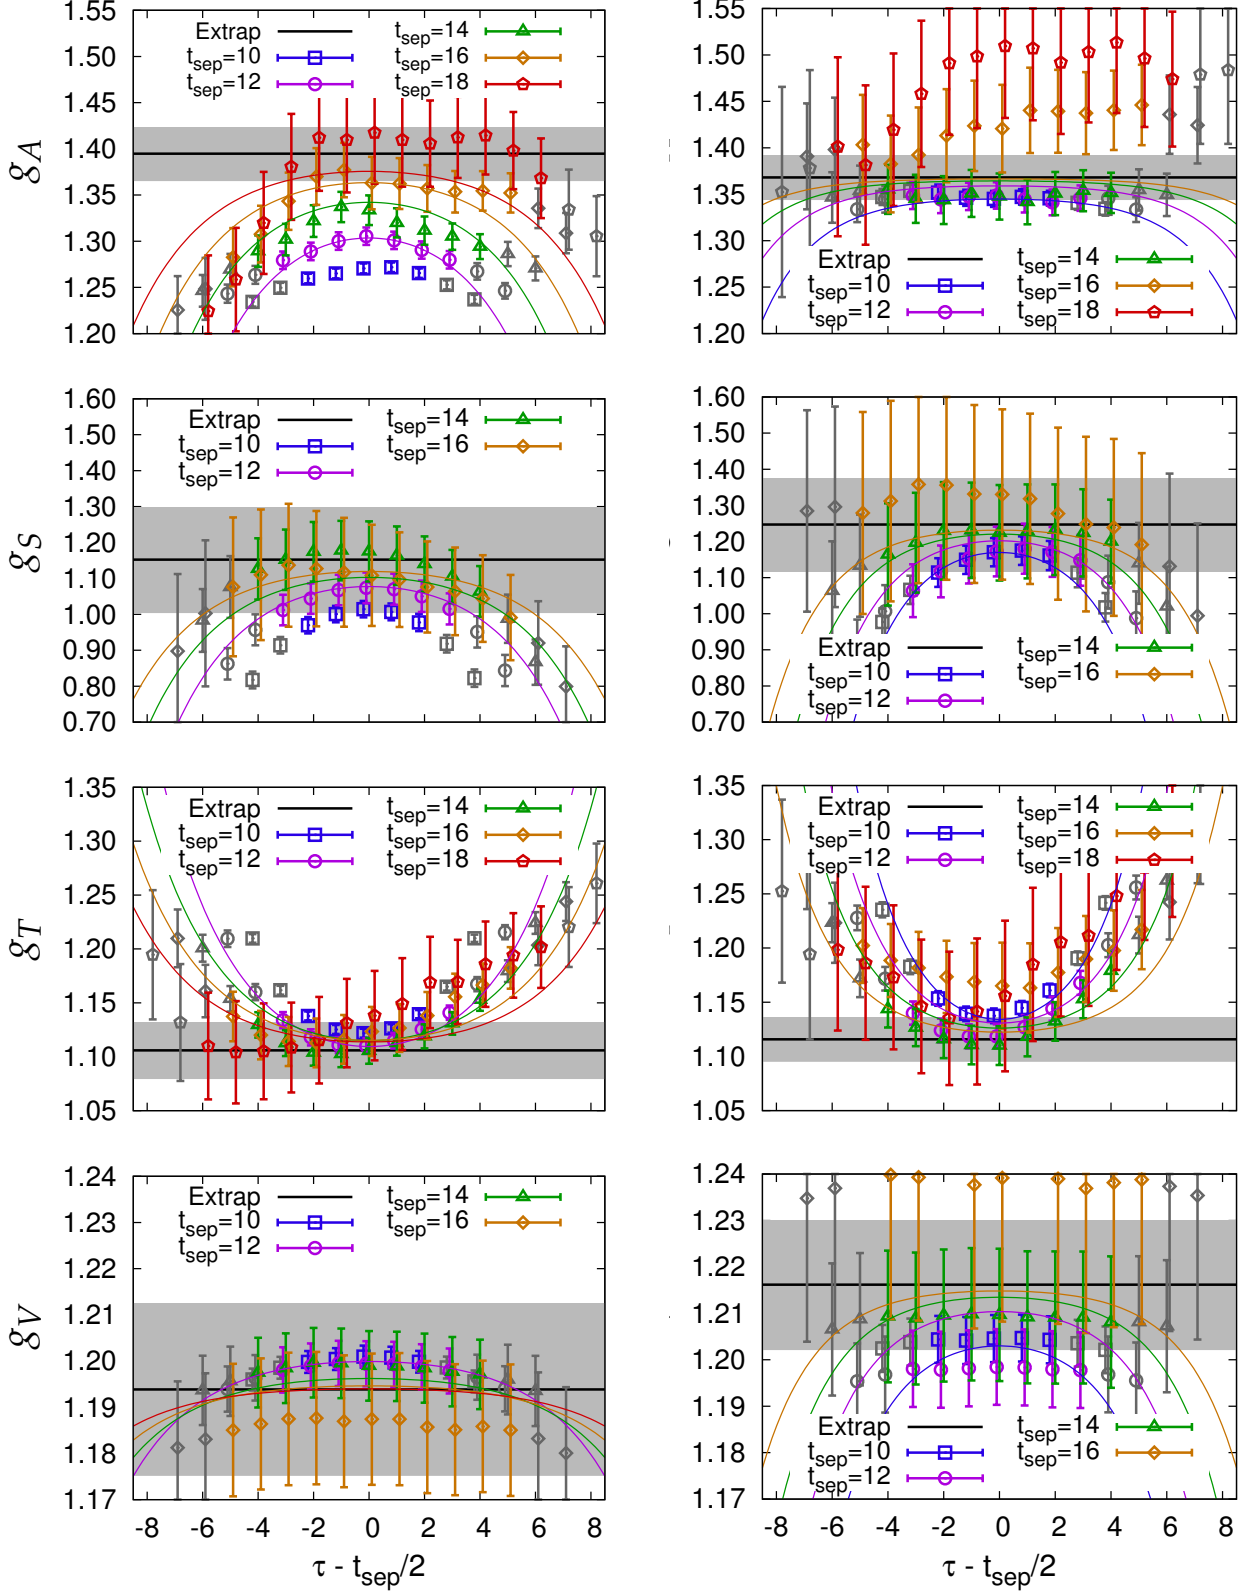 1.55
1.50
1.45
1.40
1.35
1.30
1.25
1.20
g_A
Extrap
t_sep=10
t_sep=12
t_sep=14
t_sep=16
t_sep=18
1.55
1.50
1.45
1.40
1.35
1.30
1.25
1.20
Extrap
t_sep=10
t_sep=12
t_sep=14
t_sep=16
t_sep=18
1.60
1.50
1.40
1.30
1.20
1.10
1.00
0.90
0.80
0.70
g_S
Extrap
t_sep=10
t_sep=12
t_sep=14
t_sep=16
1.60
1.50
1.40
1.30
1.20
1.10
1.00
0.90
0.80
0.70
Extrap
t_sep=10
t_sep=12
t_sep=14
t_sep=16
1.35
1.30
1.25
1.20
1.15
1.10
1.05
g_T
Extrap
t_sep=10
t_sep=12
t_sep=14
t_sep=16
t_sep=18
1.35
1.30
1.25
1.20
1.15
1.10
1.05
Extrap
t_sep=10
t_sep=12
t_sep=14
t_sep=16
t_sep=18
1.24
1.23
1.22
1.21
1.20
1.19
1.18
1.17
g_V
Extrap
t_sep=10
t_sep=12
t_sep=14
t_sep=16
-8 -6 -4 -2 0 2 4 6 8
τ - t_sep/2
1.24
1.23
1.22
1.21
1.20
1.19
1.18
1.17
Extrap
t_sep=10
t_sep=12
t_sep=14
t_sep=16
-8 -6 -4 -2 0 2 4 6 8
τ - t_sep/2